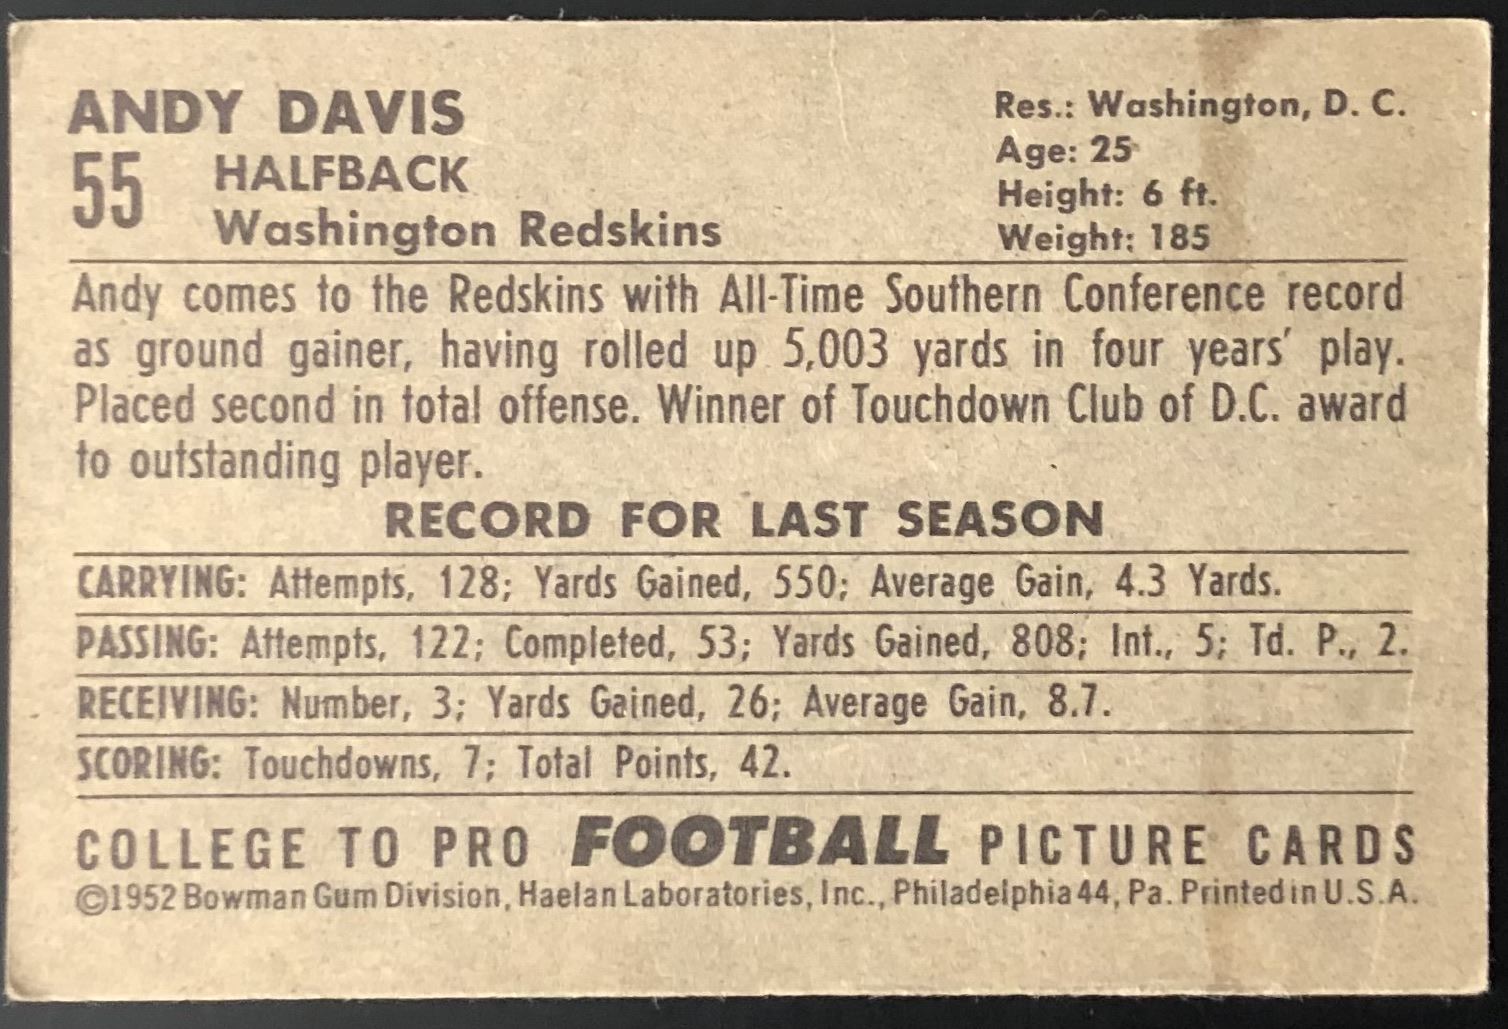 ANDY DAVIS
55 HALFBACK
Washington Redskins
Res.: Washington, D. C.
Age: 25
Height: 6 ft.
Weight: 185
Andy comes to the Redskins with All-Time Southern Conference record
as ground gainer, having rolled up 5,003 yards in four years' play.
Placed second in total offense. Winner of Touchdown Club of D.C. award
to outstanding player.
RECORD FOR LAST SEASON
CARRYING: Attempts, 128; Yards Gained, 550; Average Gain, 4.3 Yards.
PASSING: Attempts, 122; Completed, 53; Yards Gained, 808; Int., 5; Td. P., 2.
RECEIVING: Number, 3; Yards Gained, 26; Average Gain, 8.7.
SCORING: Touchdowns, 7; Total Points, 42.
COLLEGE TO PRO FOOTBALL PICTURE CARDS
©1952 Bowman Gum Division, Haelan Laboratories, Inc., Philadelphia 44, Pa. Printed in U.S.A.